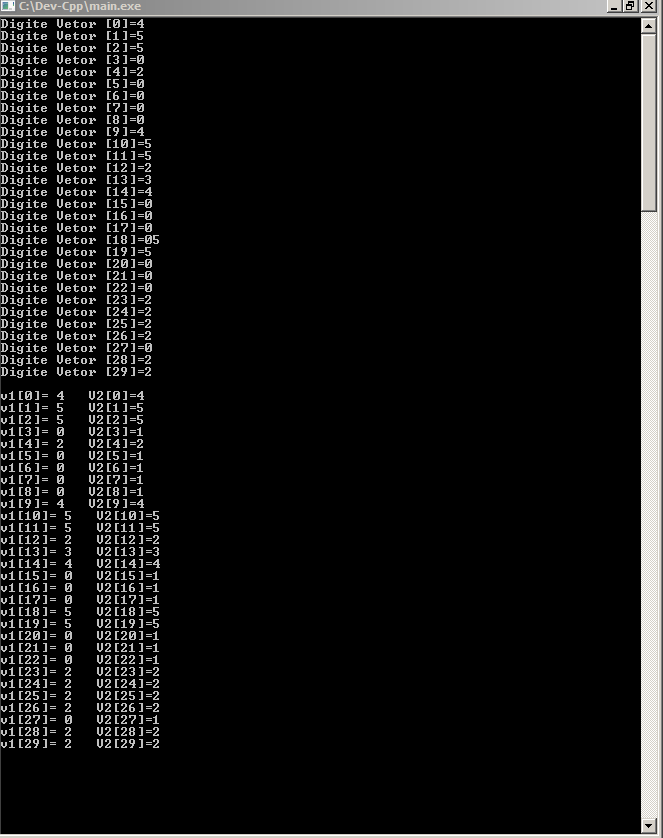 C:\Dev-Cpp\main.exe
Digite Vetor [0]=4
Digite Vetor [1]=5
Digite Vetor [2]=5
Digite Vetor [3]=0
Digite Vetor [4]=2
Digite Vetor [5]=0
Digite Vetor [6]=0
Digite Vetor [7]=0
Digite Vetor [8]=0
Digite Vetor [9]=4
Digite Vetor [10]=5
Digite Vetor [11]=5
Digite Vetor [12]=2
Digite Vetor [13]=3
Digite Vetor [14]=4
Digite Vetor [15]=0
Digite Vetor [16]=0
Digite Vetor [17]=0
Digite Vetor [18]=05
Digite Vetor [19]=5
Digite Vetor [20]=0
Digite Vetor [21]=0
Digite Vetor [22]=0
Digite Vetor [23]=2
Digite Vetor [24]=2
Digite Vetor [25]=2
Digite Vetor [26]=2
Digite Vetor [27]=0
Digite Vetor [28]=2
Digite Vetor [29]=2
v1[0]= 4   V2[0]=4
v1[1]= 5   V2[1]=5
v1[2]= 5   V2[2]=5
v1[3]= 0   V2[3]=1
v1[4]= 2   V2[4]=2
v1[5]= 0   V2[5]=1
v1[6]= 0   V2[6]=1
v1[7]= 0   V2[7]=1
v1[8]= 0   V2[8]=1
v1[9]= 4   V2[9]=4
v1[10]= 5   V2[10]=5
v1[11]= 5   V2[11]=5
v1[12]= 2   V2[12]=2
v1[13]= 3   V2[13]=3
v1[14]= 4   V2[14]=4
v1[15]= 0   V2[15]=1
v1[16]= 0   V2[16]=1
v1[17]= 0   V2[17]=1
v1[18]= 5   V2[18]=5
v1[19]= 5   V2[19]=5
v1[20]= 0   V2[20]=1
v1[21]= 0   V2[21]=1
v1[22]= 0   V2[22]=1
v1[23]= 2   V2[23]=2
v1[24]= 2   V2[24]=2
v1[25]= 2   V2[25]=2
v1[26]= 2   V2[26]=2
v1[27]= 0   V2[27]=1
v1[28]= 2   V2[28]=2
v1[29]= 2   V2[29]=2